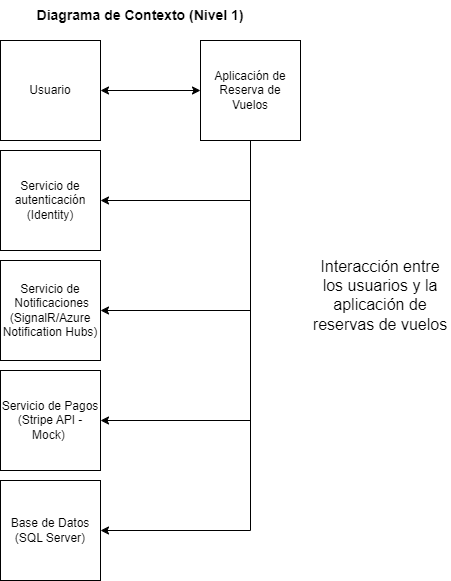 Diagrama de Contexto (Nivel 1)
Usuario
Aplicación de
Reserva de
Vuelos
Servicio de
autenticación
(Identity)
Servicio de
Notificaciones
(SignalR/Azure
Notification Hubs)
Interacción entre
los usuarios y la
aplicación de
reservas de vuelos
Servicio de Pagos
(Stripe API -
Mock)
Base de Datos
(SQL Server)